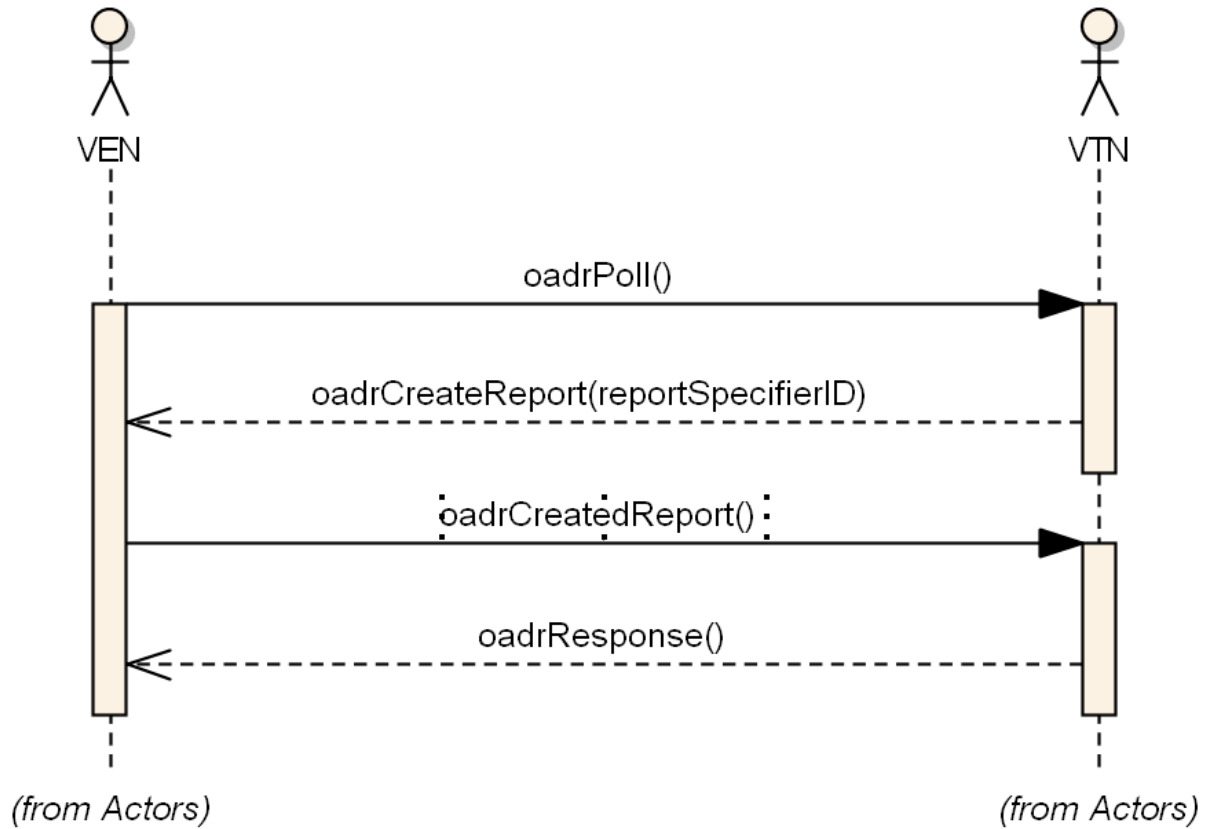 VEN
VTN
oadrPoll()
oadrCreateReport(reportSpecifierID)
oadrCreatedReport()
oadrResponse()
(from Actors)
(from Actors)